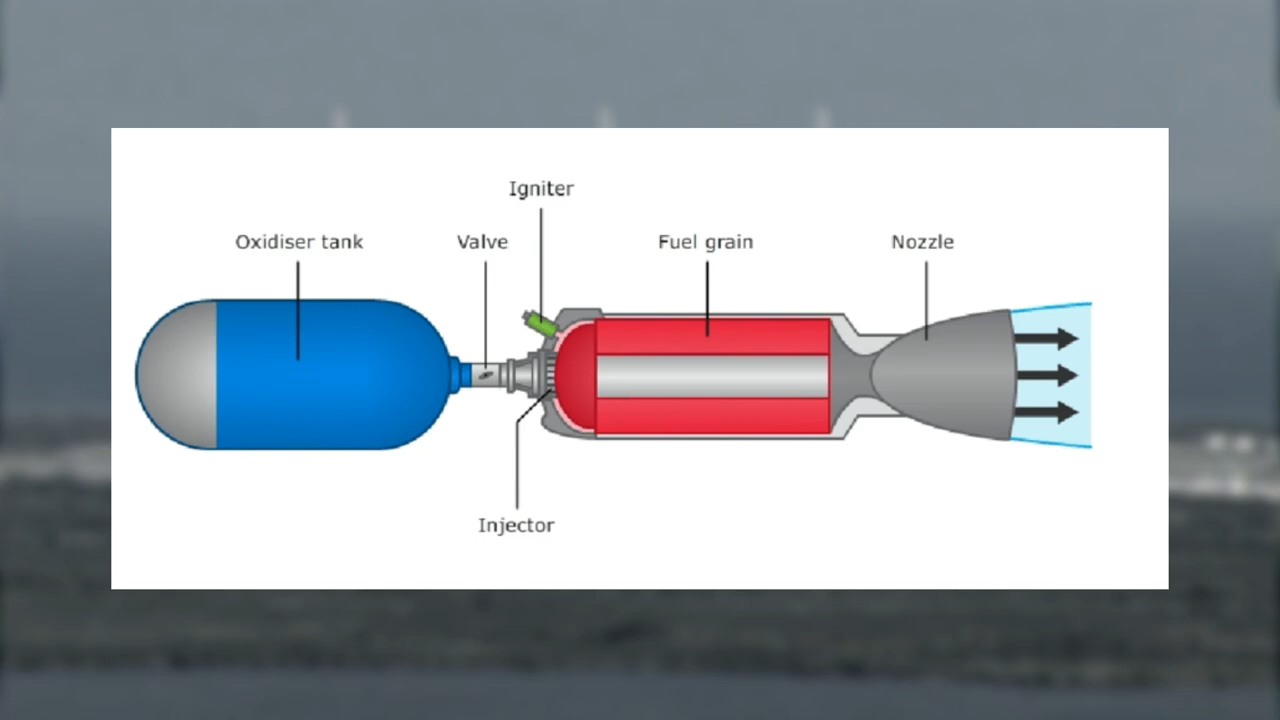 Igniter
Oxidiser tank
Valve
Fuel grain
Nozzle
Injector